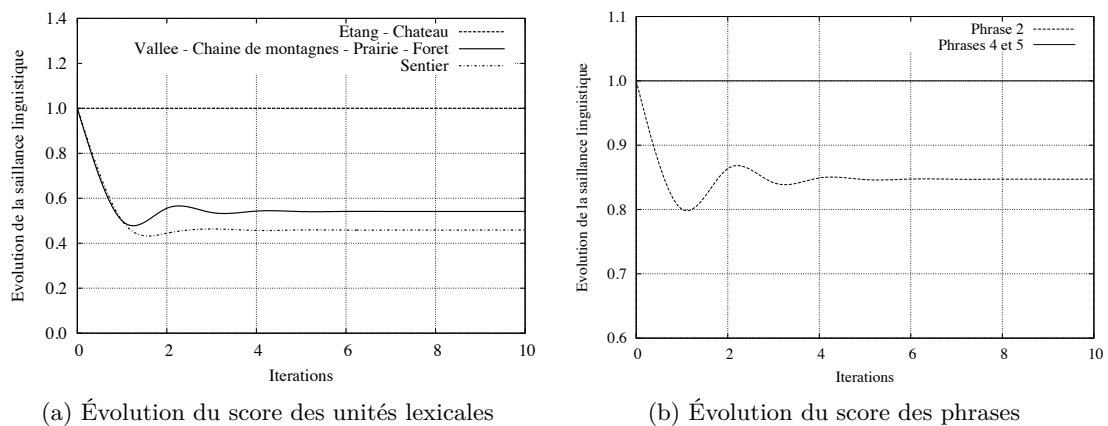 1.4
1.2
1.0
0.8
0.6
0.4
0.2
0.0
Evolution de la saillance linguistique
Etang - Chateau
Vallee - Chaine de montagnes - Prairie - Foret
Sentier
0 2 4 6 8 10
Iterations
(a) Évolution du score des unités lexicales
1.1
1.0
0.9
0.8
0.7
0.6
Evolution de la saillance linguistique
Phrase 2
Phrases 4 et 5
0 2 4 6 8 10
Iterations
(b) Évolution du score des phrases